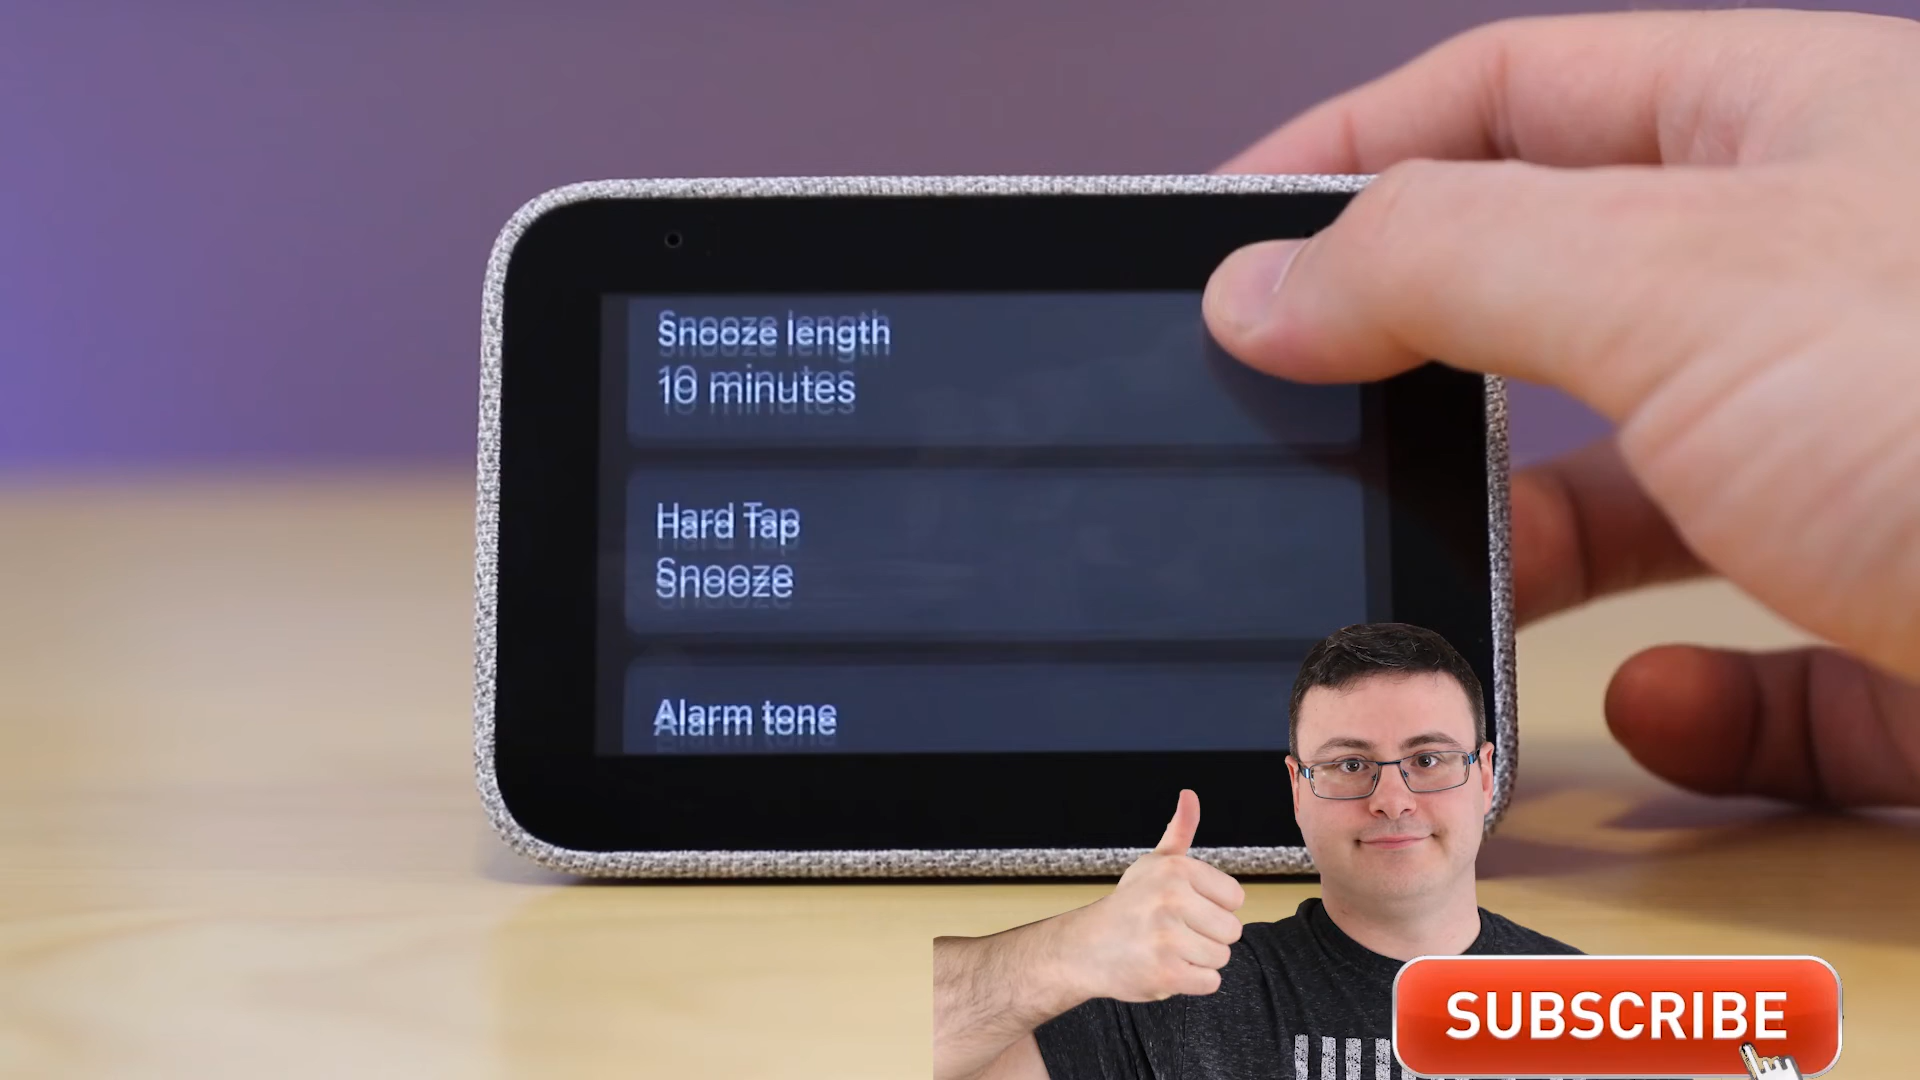 Snooze length
10 minutes
Hard Tap
Snooze
Alarm tone
SUBSCRIBE